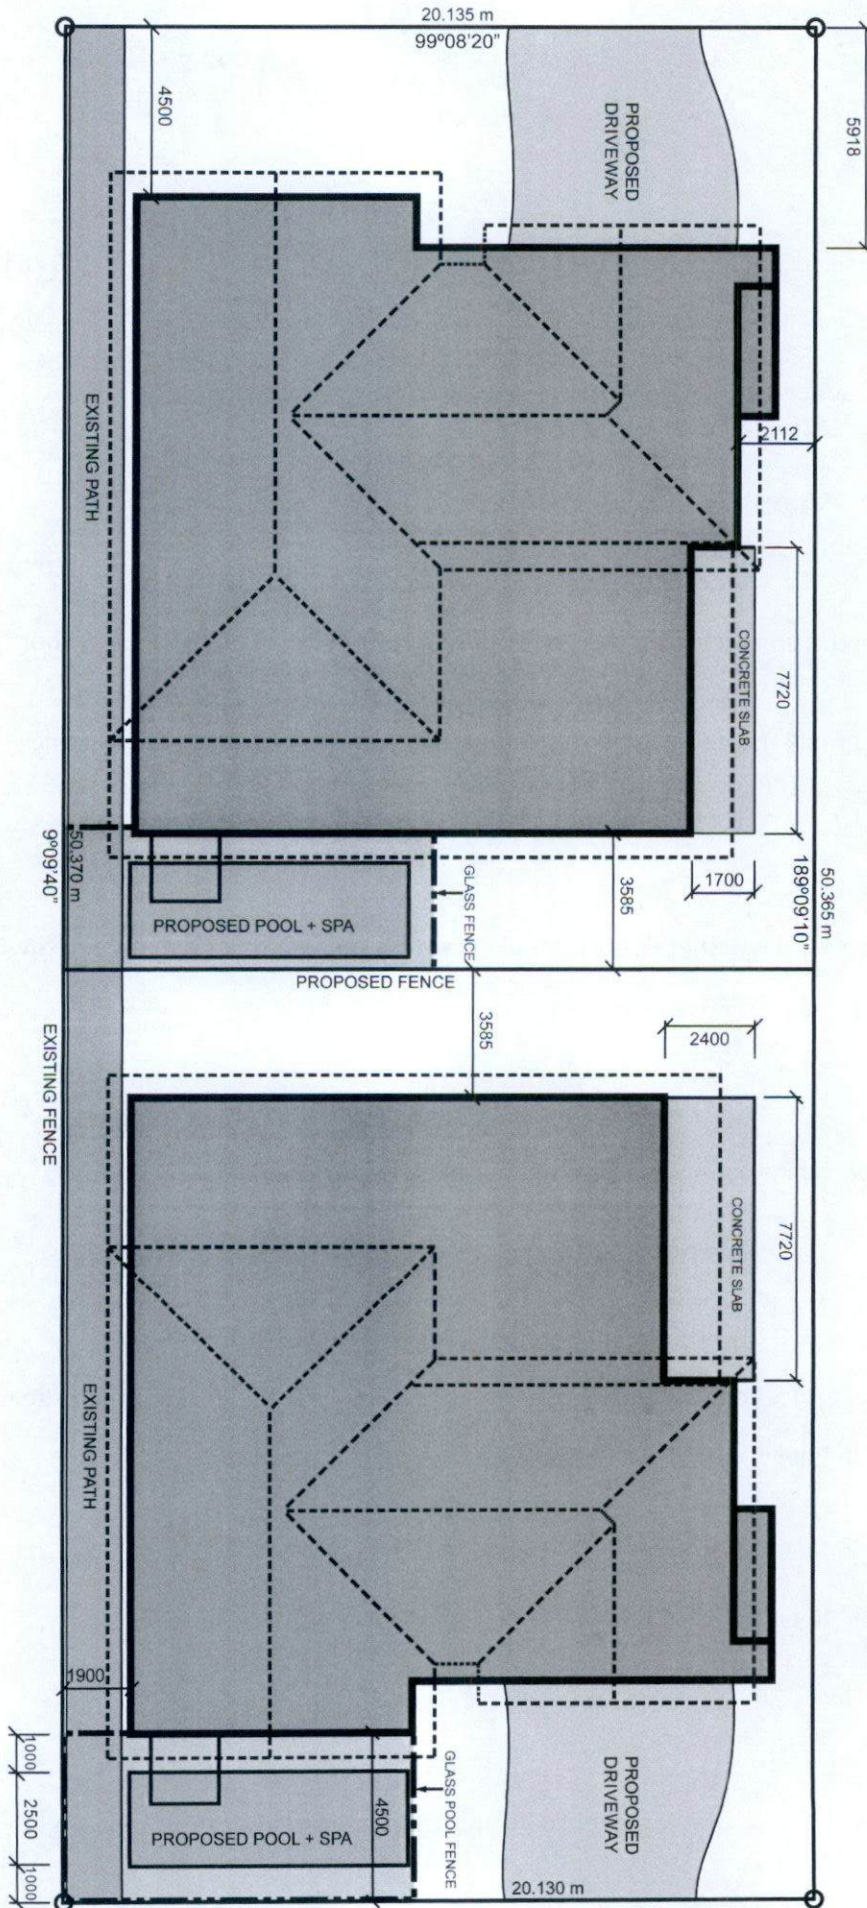 20.135 m
99º08'20"
4500
PROPOSED
DRIVEWAY
5918
EXISTING PATH
2112
CONCRETE SLAB
7720
50.370 m
9º09'40"
GLASS FENCE
3585
1700
50.365 m
189º09'10"
PROPOSED POOL + SPA
PROPOSED FENCE
EXISTING FENCE
3585
2400
CONCRETE SLAB
7720
EXISTING PATH
1900
1000
2500
1000
4500
GLASS POOL FENCE
PROPOSED POOL + SPA
PROPOSED
DRIVEWAY
20.130 m